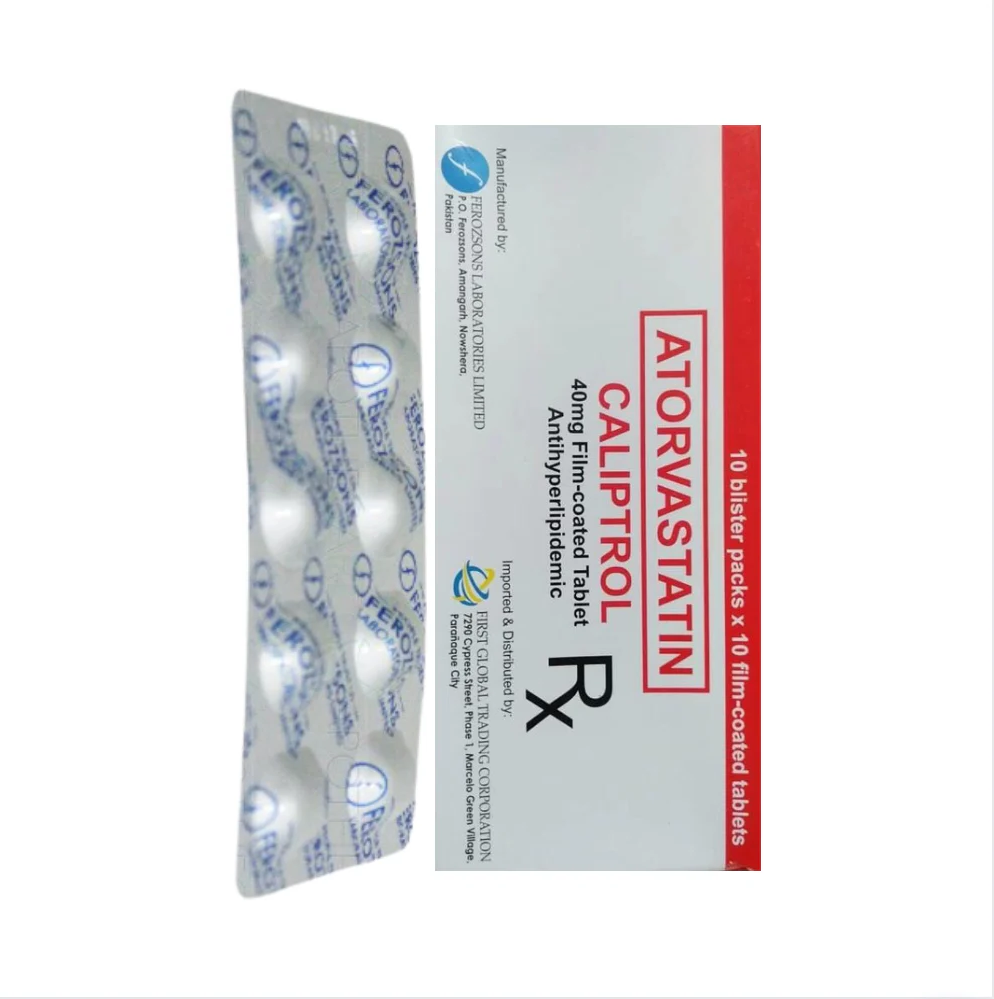 10 blister packs x 10 film-coated tablets
ATORVASTATIN
CALIPTROL
40mg Film-coated Tablet
Antihyperlipidemic
Rx
Manufactured by:
FEROZSONS LABORATORIES LIMITED
P.O. Ferozsons, Amangarh, Nowshera,
Pakistan
Imported & Distributed by:
FIRST GLOBAL TRADING CORPORATION
7290 Cypress Street, Phase 1, Marcelo Green Village,
Parañaque City